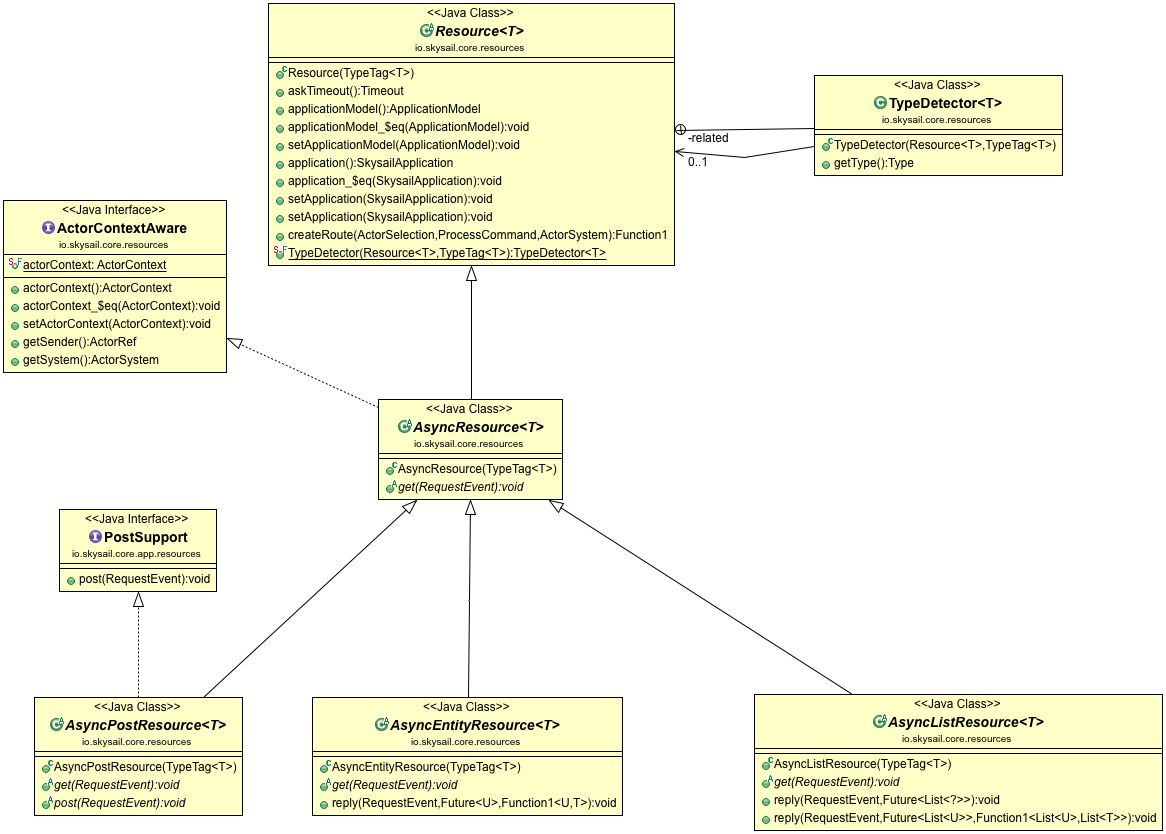 <<Java Class>>
Resource<T>
io.skysail.core.resources
Resource(TypeTag<T>)
askTimeout():Timeout
applicationModel():ApplicationModel
applicationModel_$eq(ApplicationModel):void
setApplicationModel(ApplicationModel):void
application():SkysailApplication
application_$eq(SkysailApplication):void
setApplication(SkysailApplication):void
setApplication(SkysailApplication):void
createRoute(ActorSelection,ProcessCommand,ActorSystem):Function1
TypeDetector(Resource<T>,TypeTag<T>):TypeDetector<T>
<<Java Class>>
TypeDetector<T>
io.skysail.core.resources
TypeDetector(Resource<T>,TypeTag<T>)
getType():Type
-related
0..1
<<Java Interface>>
ActorContextAware
io.skysail.core.resources
actorContext: ActorContext
actorContext():ActorContext
actorContext_$eq(ActorContext):void
setActorContext(ActorContext):void
getSender():ActorRef
getSystem():ActorSystem
<<Java Class>>
AsyncResource<T>
io.skysail.core.resources
AsyncResource(TypeTag<T>)
get(RequestEvent):void
<<Java Interface>>
PostSupport
io.skysail.core.app.resources
post(RequestEvent):void
<<Java Class>>
AsyncPostResource<T>
io.skysail.core.resources
AsyncPostResource(TypeTag<T>)
get(RequestEvent):void
post(RequestEvent):void
<<Java Class>>
AsyncEntityResource<T>
io.skysail.core.resources
AsyncEntityResource(TypeTag<T>)
get(RequestEvent):void
reply(RequestEvent,Future<U>,Function1<U,T>):void
<<Java Class>>
AsyncListResource<T>
io.skysail.core.resources
AsyncListResource(TypeTag<T>)
get(RequestEvent):void
reply(RequestEvent,Future<List<?>>):void
reply(RequestEvent,Future<List<U>>,Function1<List<U>,List<T>>):void